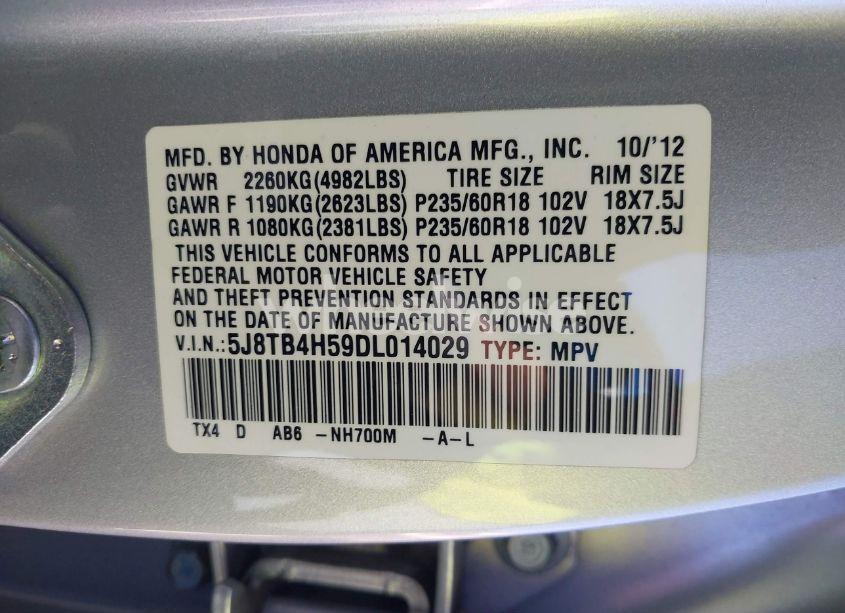 MFD. BY HONDA OF AMERICA MFG., INC. 10/'12
GVWR 2260KG(4982LBS) TIRE SIZE RIM SIZE
GAWR F 1190KG(2623LBS) P235/60R18 102V 18X7.5J
GAWR R 1080KG(2381LBS) P235/60R18 102V 18X7.5J
THIS VEHICLE CONFORMS TO ALL APPLICABLE
FEDERAL MOTOR VEHICLE SAFETY
AND THEFT PREVENTION STANDARDS IN EFFECT
ON THE DATE OF MANUFACTURE SHOWN ABOVE.
V.I.N.:5J8TB4H59DL014029 TYPE: MPV
TX4 D AB6 -NH700M -A-L